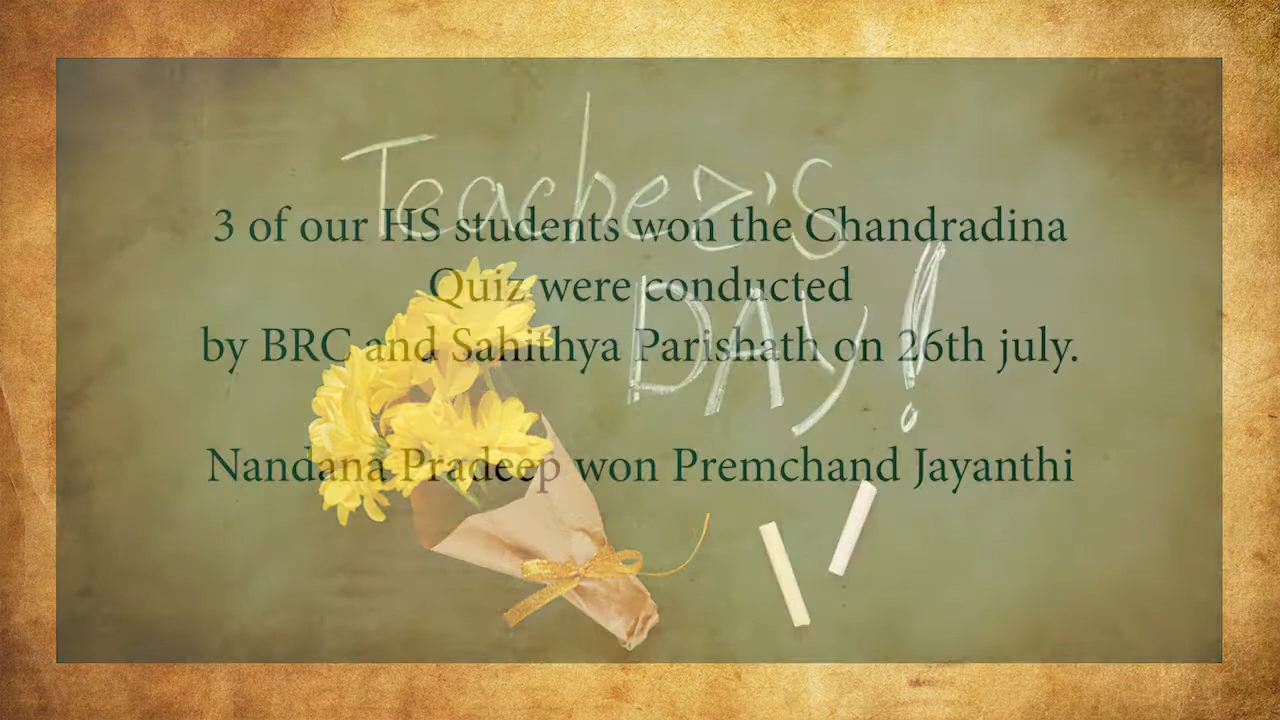 Teacher's
DAY!
3 of our HS students won the Chandradina
Quiz were conducted
by BRC and Sahithya Parishath on 26th july.
Nandana Pradeep won Premchand Jayanthi